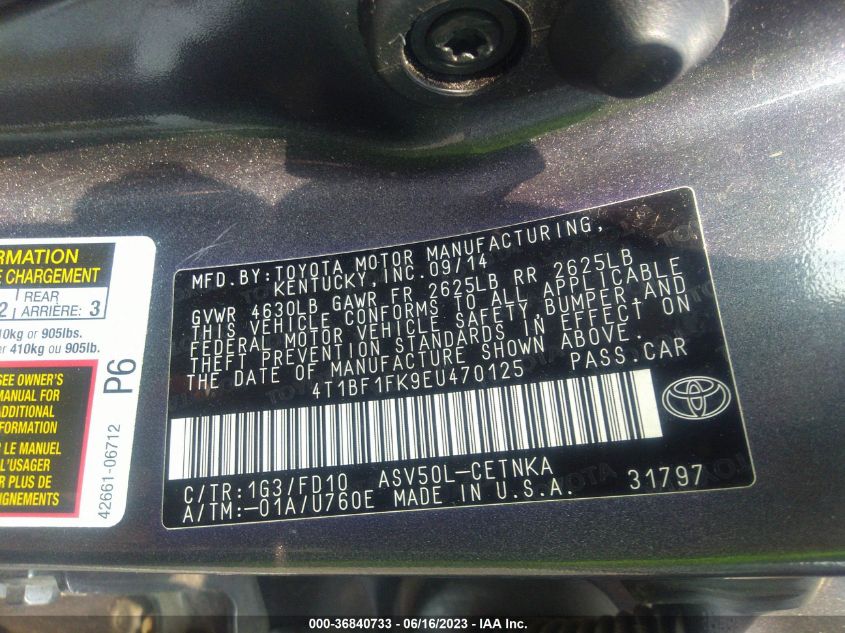 RMATION
E CHARGEMENT
2 REAR ARRIÈRE: 3
10kg or 905lbs.
er 410kg ou 905lb.
SEE OWNER'S
MANUAL FOR
ADDITIONAL
INFORMATION
R LE MANUEL
L'USAGER
PLUS DE
EIGNEMENTS
P6
42661-06712
MFD.BY:TOYOTA MOTOR MANUFACTURING,
KENTUCKY,INC.09/14
GVWR 4630LB GAWR FR 2625LB RR 2625LB
THIS VEHICLE CONFORMS TO ALL APPLICABLE
FEDERAL MOTOR VEHICLE SAFETY,BUMPER,AND
THEFT PREVENTION STANDARDS IN EFFECT ON
THE DATE OF MANUFACTURE SHOWN ABOVE.
4T1BF1FK9EU470125 PASS.CAR
C/TR:1G3/FD10 ASV50L-CETNKA
A/TM:-01A/U760E MADE IN U.S.A. 31797
000-36840733 - 06/16/2023 - IAA Inc.